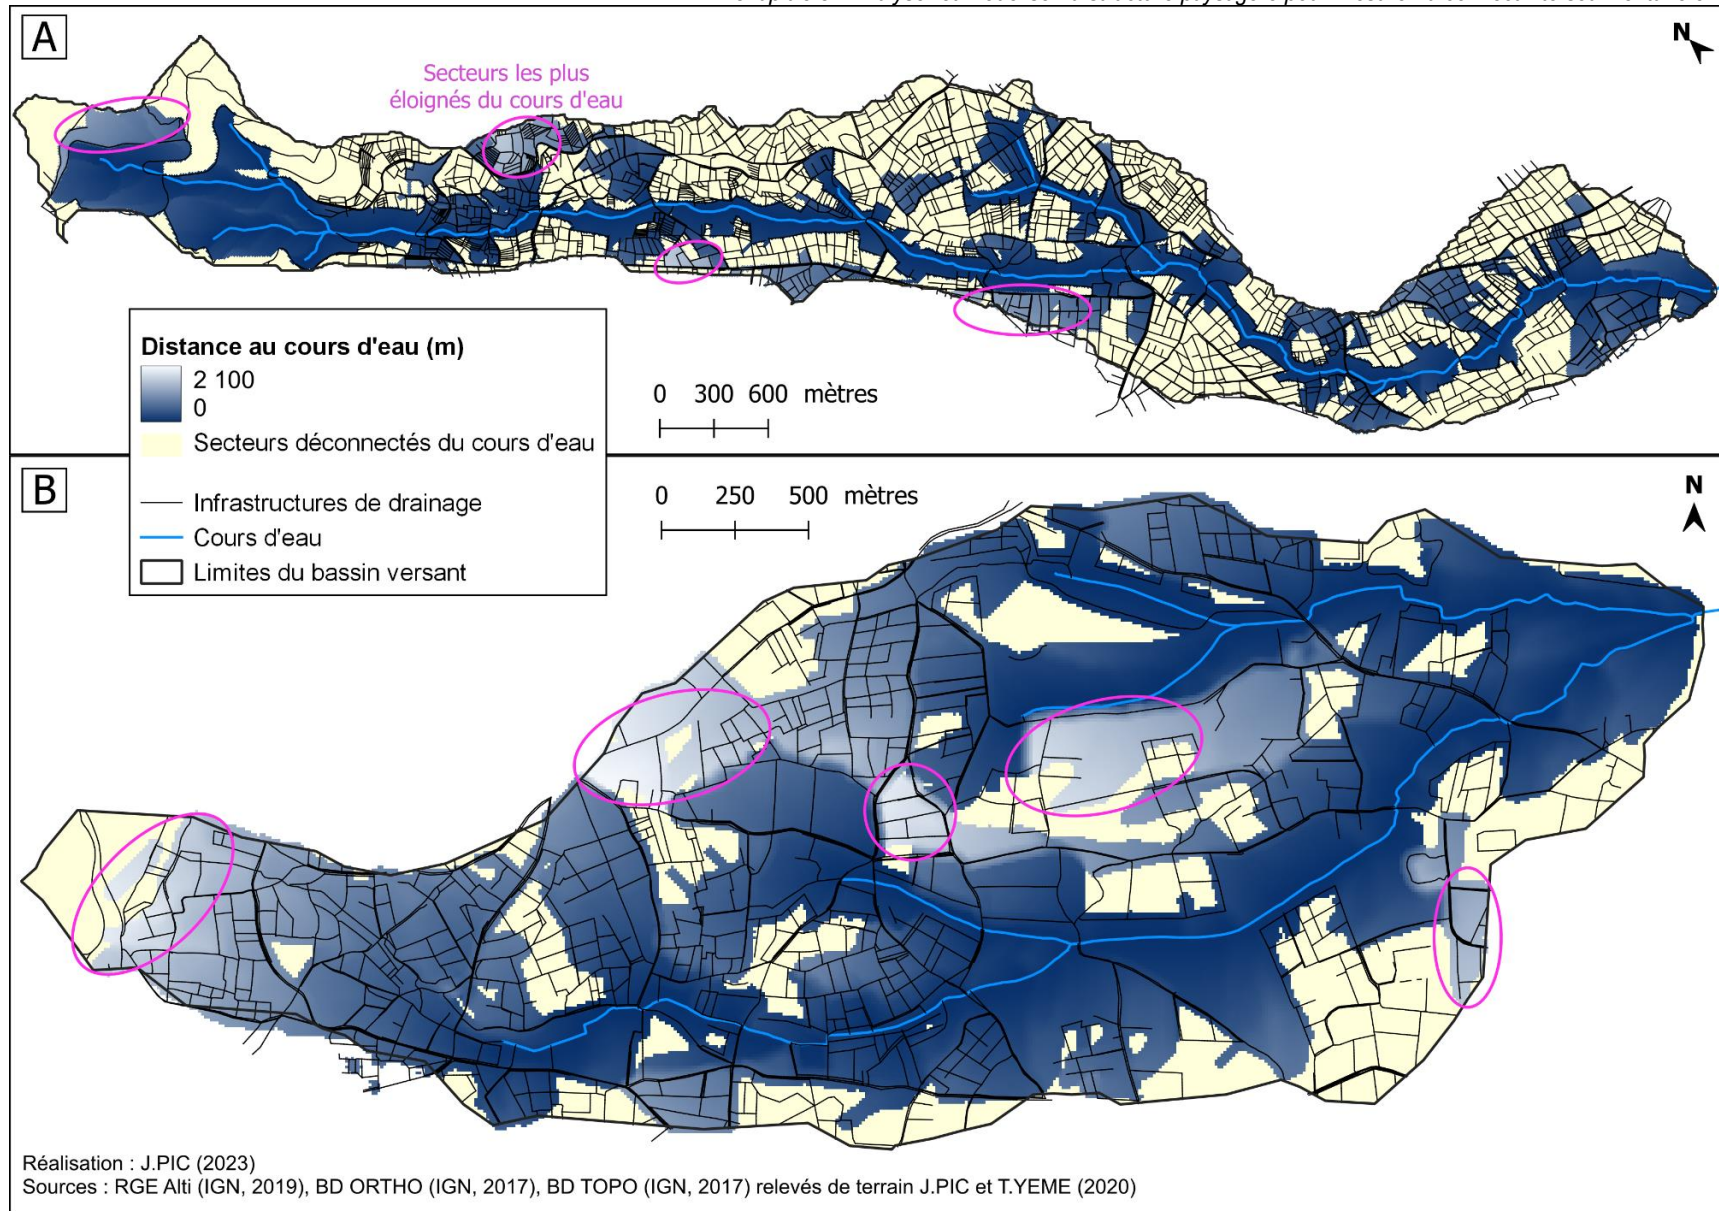 A
N
Secteurs les plus
éloignés du cours d'eau
Distance au cours d'eau (m)
2 100
0
Secteurs déconnectés du cours d'eau
Infrastructures de drainage
Cours d'eau
Limites du bassin versant
0 300 600 mètres
B
0 250 500 mètres
N
Réalisation : J.PIC (2023)
Sources : RGE Alti (IGN, 2019), BD ORTHO (IGN, 2017), BD TOPO (IGN, 2017) relevés de terrain J.PIC et T.YEME (2020)